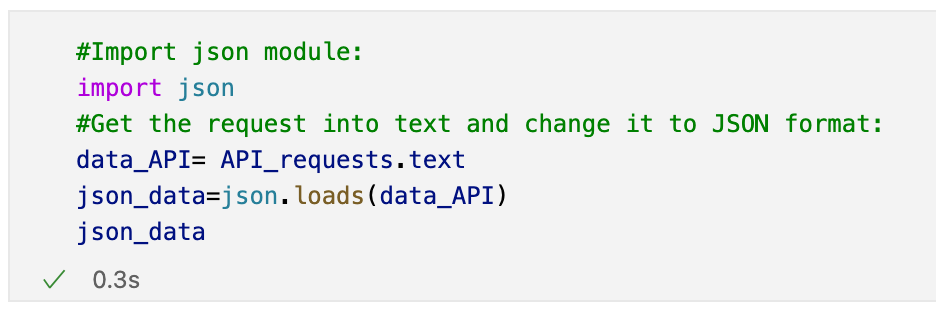 #Import json module:
import json
#Get the request into text and change it to JSON format:
data_API= API_requests.text
json_data=json.loads(data_API)
json_data
✓ 0.3s